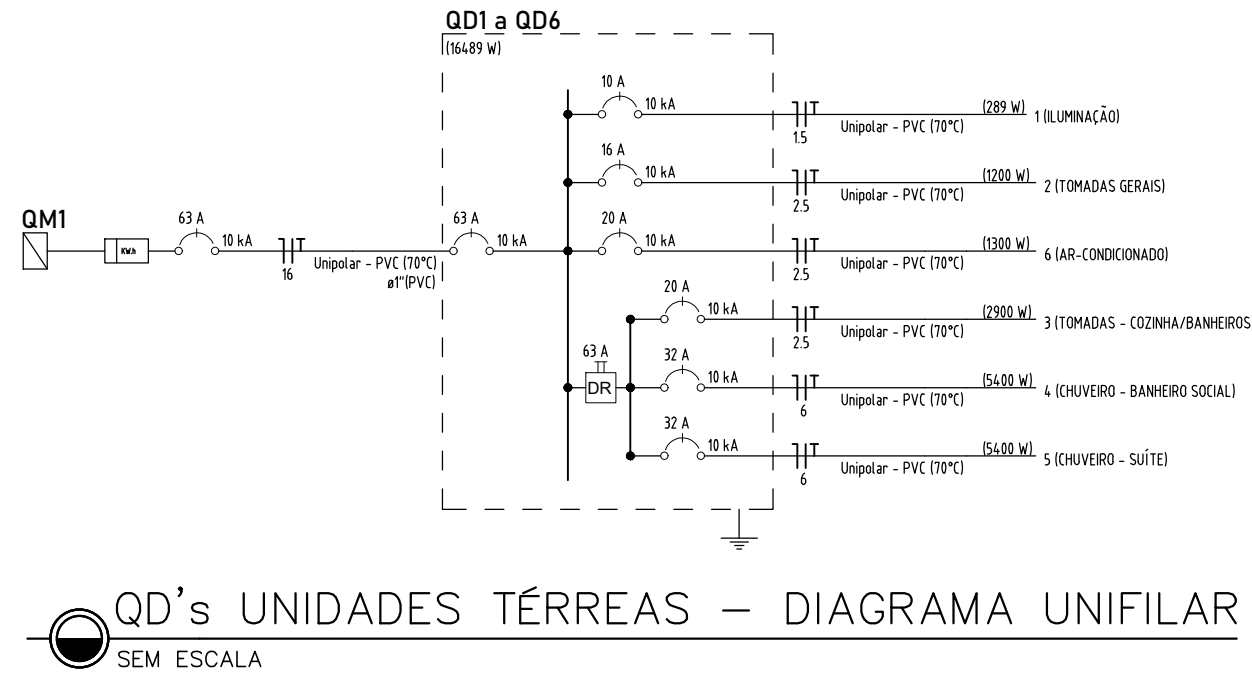 QD1 a QD6
(16489 W)
10 A
10 kA
1.5
T
Unipolar - PVC (70°C)
(289 W)
1 (ILUMINAÇÃO)
16 A
10 kA
2.5
T
Unipolar - PVC (70°C)
(1200 W)
2 (TOMADAS GERAIS)
QM1
KW.h
63 A
10 kA
16
T
Unipolar - PVC (70°C)
ø1"(PVC)
63 A
10 kA
20 A
10 kA
2.5
T
Unipolar - PVC (70°C)
(1300 W)
6 (AR-CONDICIONADO)
20 A
10 kA
2.5
T
Unipolar - PVC (70°C)
(2900 W)
3 (TOMADAS - COZINHA/BANHEIROS
63 A
DR
32 A
10 kA
6
T
Unipolar - PVC (70°C)
(5400 W)
4 (CHUVEIRO - BANHEIRO SOCIAL)
32 A
10 kA
6
T
Unipolar - PVC (70°C)
(5400 W)
5 (CHUVEIRO - SUÍTE)
QD's UNIDADES TÉRREAS - DIAGRAMA UNIFILAR
SEM ESCALA